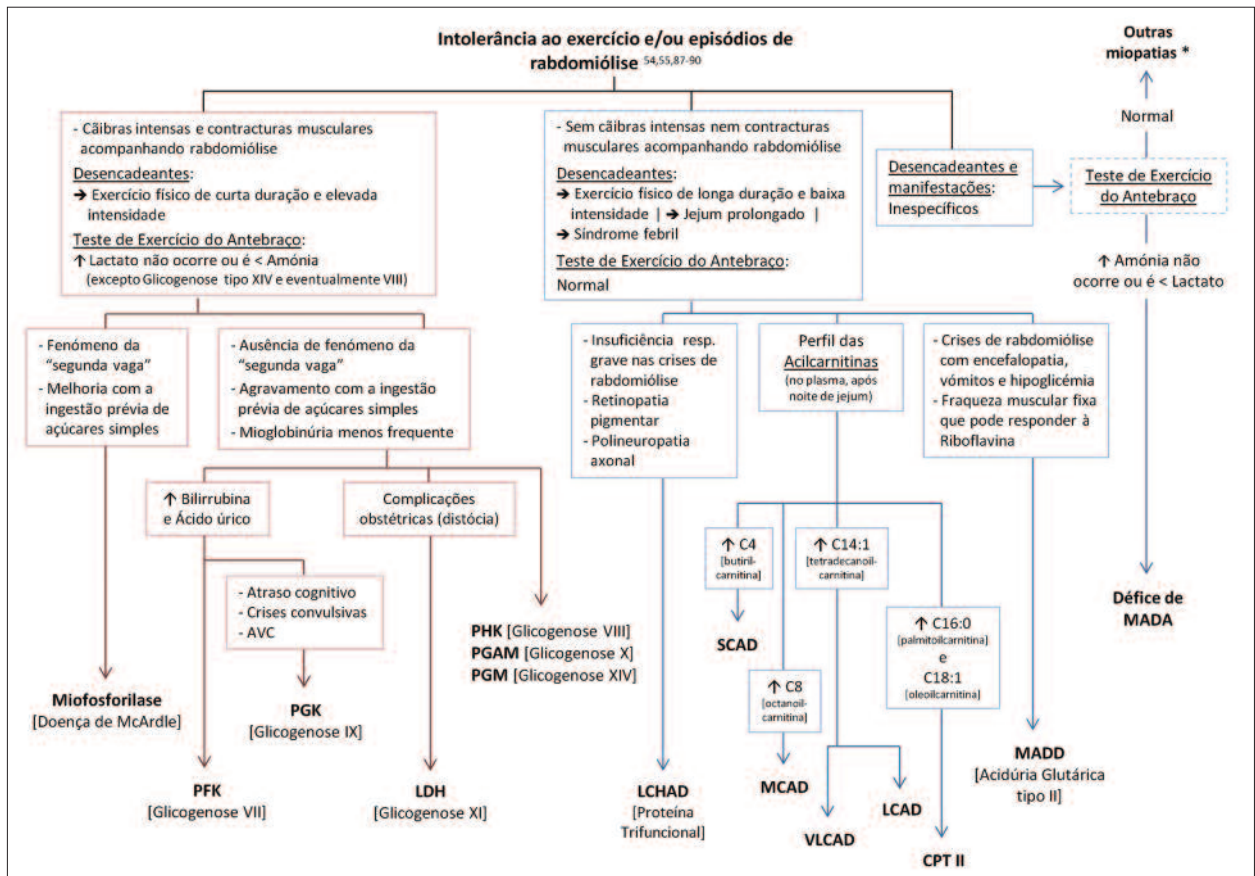 Intolerância ao exercício e/ou episódios de
rabdomiólise 54,55,87-90
Outras
miopatias *
Normal
- Cãibras intensas e contracturas musculares
acompanhando rabdomiólise
Desencadeantes:
➔ Exercício físico de curta duração e elevada
intensidade
Teste de Exercício do Antebraço:
↑ Lactato não ocorre ou é < Amónia
(excepto Glicogenose tipo XIV e eventualmente VIII)
- Sem cãibras intensas nem contracturas
musculares acompanhando rabdomiólise
Desencadeantes:
➔ Exercício físico de longa duração e baixa
intensidade | ➔ Jejum prolongado |
➔ Síndrome febril
Teste de Exercício do Antebraço:
Normal
Desencadeantes e
manifestações:
Inespecíficos
Teste de Exercício
do Antebraço
↑ Amónia não
ocorre ou é < Lactato
- Fenómeno da
“segunda vaga”
- Melhoria com a
ingestão prévia de
açúcares simples
- Ausência de fenómeno da
“segunda vaga”
- Agravamento com a ingestão
prévia de açúcares simples
- Mioglobinúria menos frequente
- Insuficiência resp.
grave nas crises de
rabdomiólise
- Retinopatia
pigmentar
- Polineuropatia
axonal
Perfil das
Acilcarnitinas
(no plasma, após
noite de jejum)
- Crises de rabdomiólise
com encefalopatia,
vómitos e hipoglicémia
- Fraqueza muscular fixa
que pode responder à
Riboflavina
↑ Bilirrubina
e Ácido úrico
Complicações
obstétricas (distócia)
- Atraso cognitivo
- Crises convulsivas
- AVC
↑ C4
[butiril-
carnitina]
↑ C14:1
[tetradecanoil-
carnitina]
↑ C16:0
[palmitoilcarnitina]
e
C18:1
[oleoilcarnitina]
↑ C8
[octanoil-
carnitina]
Défice de
MADA
PHK [Glicogenose VIII]
PGAM [Glicogenose X]
PGM [Glicogenose XIV]
SCAD
Miofosforilase
[Doença de McArdle]
PGK
[Glicogenose IX]
PFK
[Glicogenose VII]
LDH
[Glicogenose XI]
LCHAD
[Proteína
Trifuncional]
MCAD
VLCAD
LCAD
CPT II
MADD
[Acidúria Glutárica
tipo II]